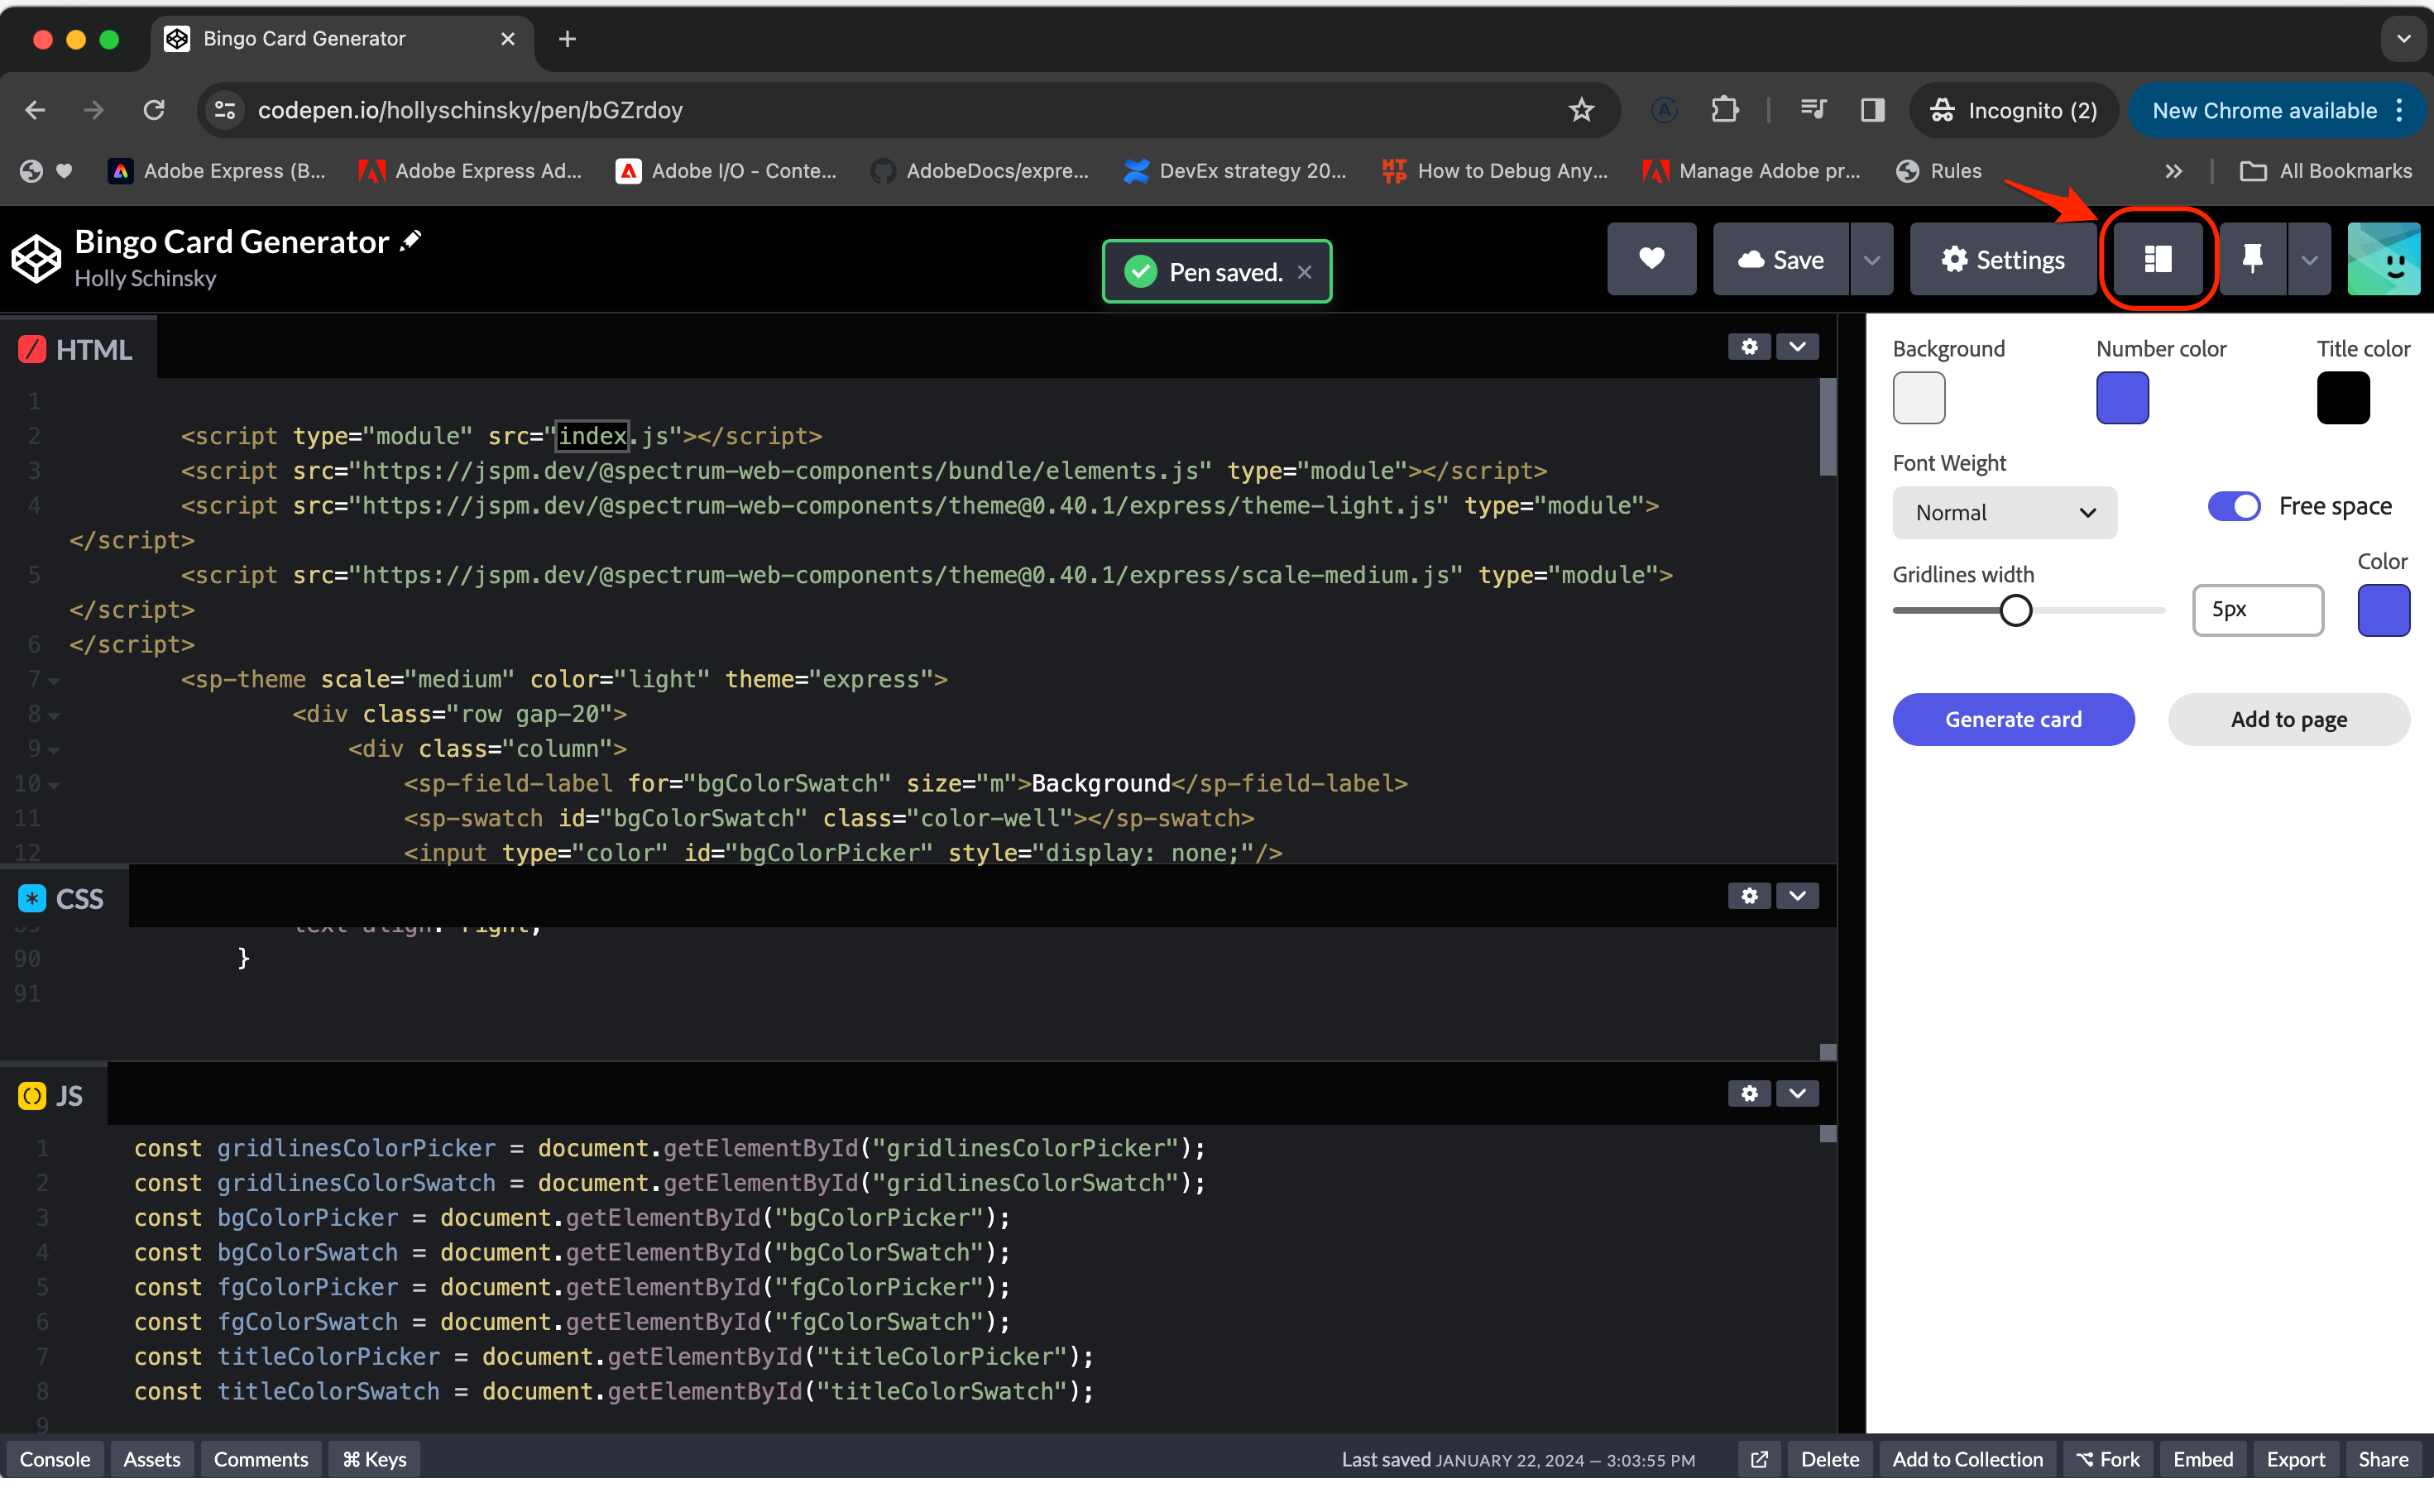 Bingo Card Generator
codepen.io/hollyschinsky/pen/bGZrdoy
Incognito (2)
New Chrome available
Adobe Express (B...
Adobe Express Ad...
Adobe I/O - Conte...
AdobeDocs/expre...
DevEx strategy 20...
How to Debug Any...
Manage Adobe pr...
Rules
All Bookmarks
Bingo Card Generator
Holly Schinsky
Pen saved.
Save
Settings
HTML
1
2 <script type="module" src="index.js"></script>
3 <script src="https://jspm.dev/@spectrum-web-components/bundle/elements.js" type="module"></script>
4 <script src="https://jspm.dev/@spectrum-web-components/theme@0.40.1/express/theme-light.js" type="module">
</script>
5 <script src="https://jspm.dev/@spectrum-web-components/theme@0.40.1/express/scale-medium.js" type="module">
</script>
6 </script>
7 <sp-theme scale="medium" color="light" theme="express">
8 <div class="row gap-20">
9 <div class="column">
10 <sp-field-label for="bgColorSwatch" size="m">Background</sp-field-label>
11 <sp-swatch id="bgColorSwatch" class="color-well"></sp-swatch>
12 <input type="color" id="bgColorPicker" style="display: none;"/>
CSS
89 text-align: right;
90 }
91
JS
1 const gridlinesColorPicker = document.getElementById("gridlinesColorPicker");
2 const gridlinesColorSwatch = document.getElementById("gridlinesColorSwatch");
3 const bgColorPicker = document.getElementById("bgColorPicker");
4 const bgColorSwatch = document.getElementById("bgColorSwatch");
5 const fgColorPicker = document.getElementById("fgColorPicker");
6 const fgColorSwatch = document.getElementById("fgColorSwatch");
7 const titleColorPicker = document.getElementById("titleColorPicker");
8 const titleColorSwatch = document.getElementById("titleColorSwatch");
9
Background
Number color
Title color
Font Weight
Normal
Free space
Gridlines width
5px
Color
Generate card
Add to page
Console
Assets
Comments
⌘ Keys
Last saved JANUARY 22, 2024 — 3:03:55 PM
Delete
Add to Collection
Fork
Embed
Export
Share